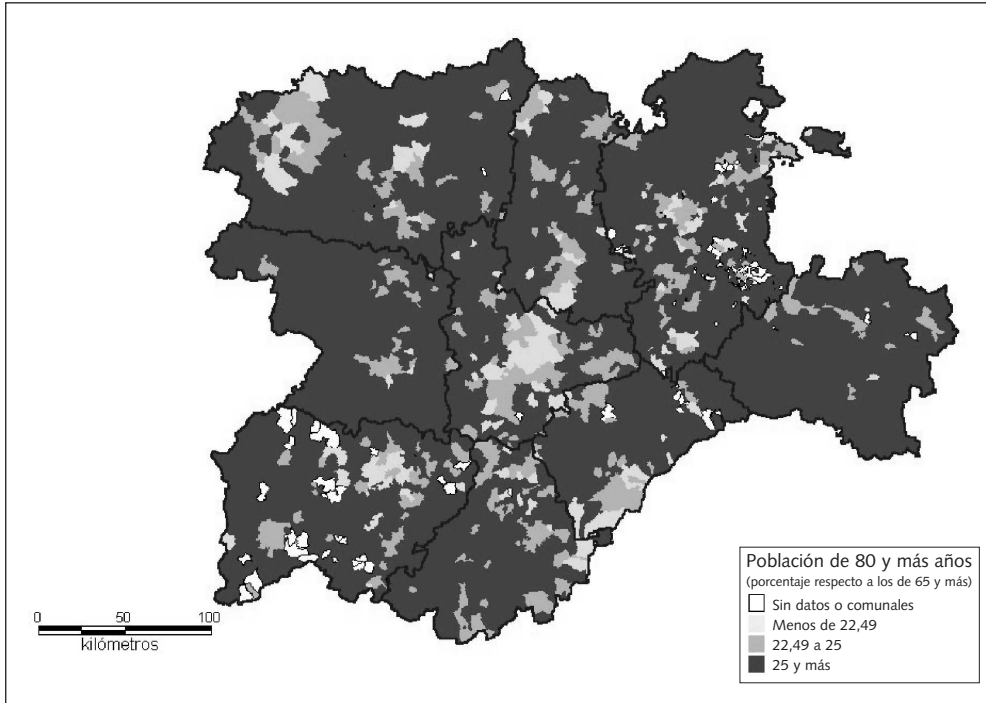 Población de 80 y más años
(porcentaje respecto a los de 65 y más)
Sin datos o comunales
Menos de 22,49
22,49 a 25
25 y más
0 50 100
kilómetros